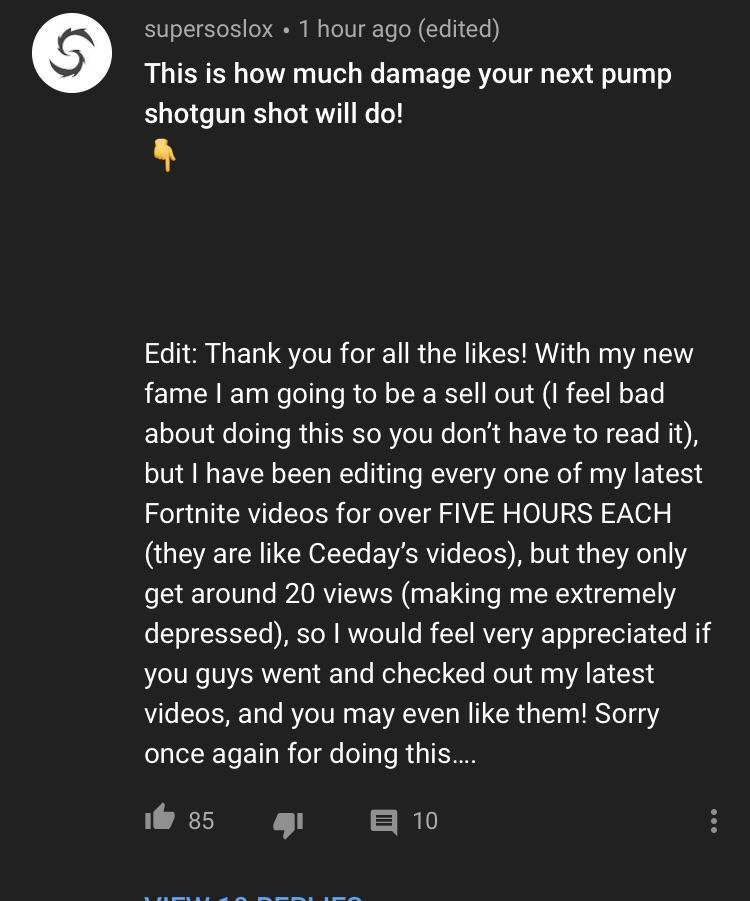 supersoslox • 1 hour ago (edited)
This is how much damage your next pump
shotgun shot will do!
👇
Edit: Thank you for all the likes! With my new
fame I am going to be a sell out (I feel bad
about doing this so you don’t have to read it),
but I have been editing every one of my latest
Fortnite videos for over FIVE HOURS EACH
(they are like Ceeday’s videos), but they only
get around 20 views (making me extremely
depressed), so I would feel very appreciated if
you guys went and checked out my latest
videos, and you may even like them! Sorry
once again for doing this....
85 10
VIEW 10 REPLIES